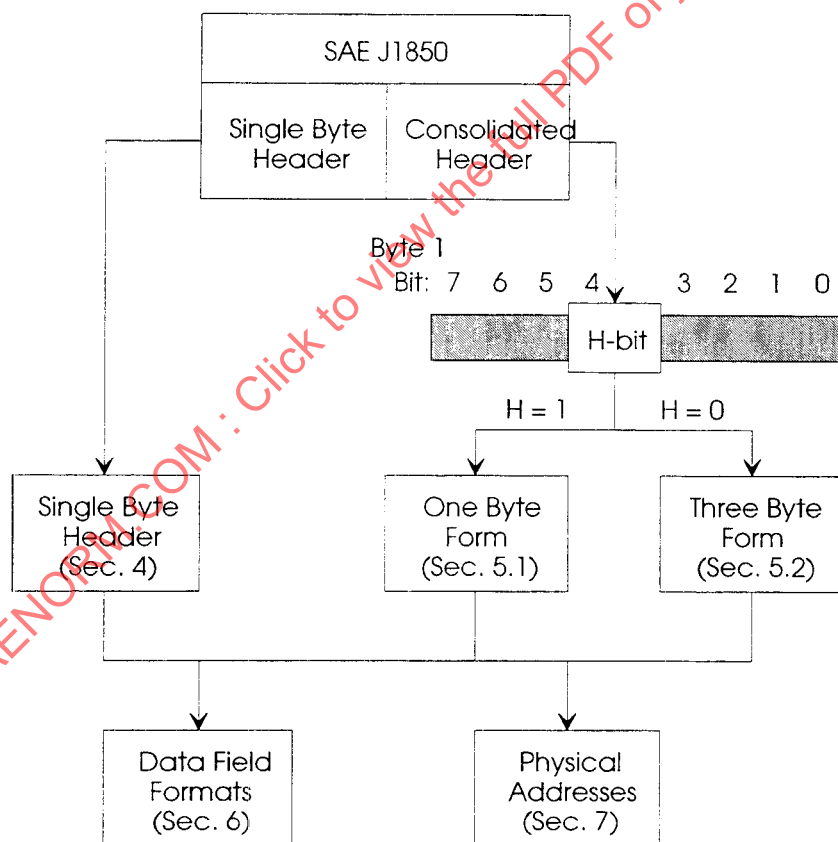 SAE J1850
Single Byte
Header
Consolidated
Header
Byte 1
Bit: 7 6 5 4 3 2 1 0
H-bit
H = 1 H = 0
Single Byte
Header
(Sec. 4)
One Byte
Form
(Sec. 5.1)
Three Byte
Form
(Sec. 5.2)
Data Field
Formats
(Sec. 6)
Physical
Addresses
(Sec. 7)
ENORM.COM : Click to view the full PDF of